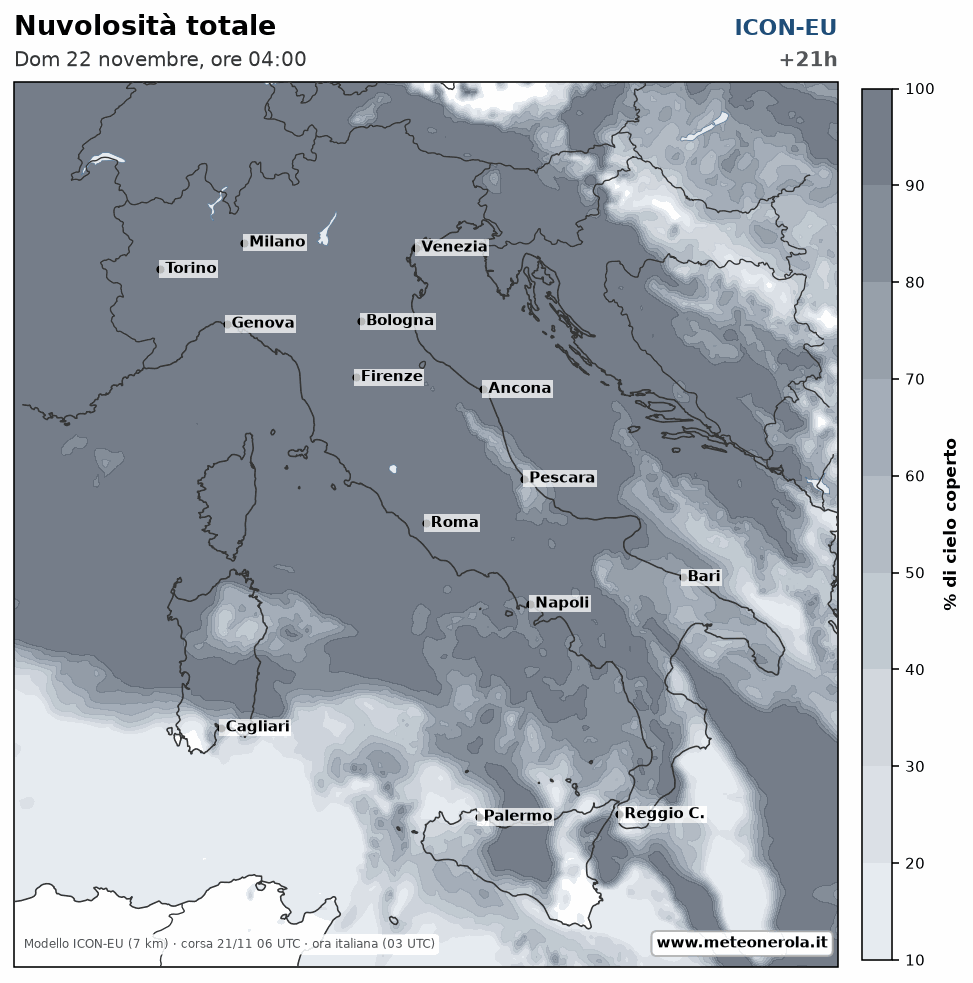 Nuvolosità totale
ICON-EU
Dom 22 novembre, ore 04:00
+21h
100
90
80
70
60
50
40
30
20
10
% di cielo coperto
Milano
Venezia
Torino
Genova
Bologna
Firenze
Ancona
Pescara
Roma
Bari
Napoli
Cagliari
Palermo
Reggio C.
Modello ICON-EU (7 km) · corsa 21/11 06 UTC · ora italiana (03 UTC)
www.meteonerola.it